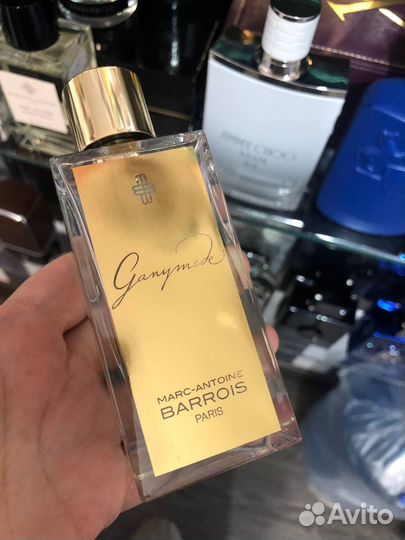 JIMMY CHOO
MAN
Ganymede
MARC-ANTOINE
BARROIS
PARIS
Avito